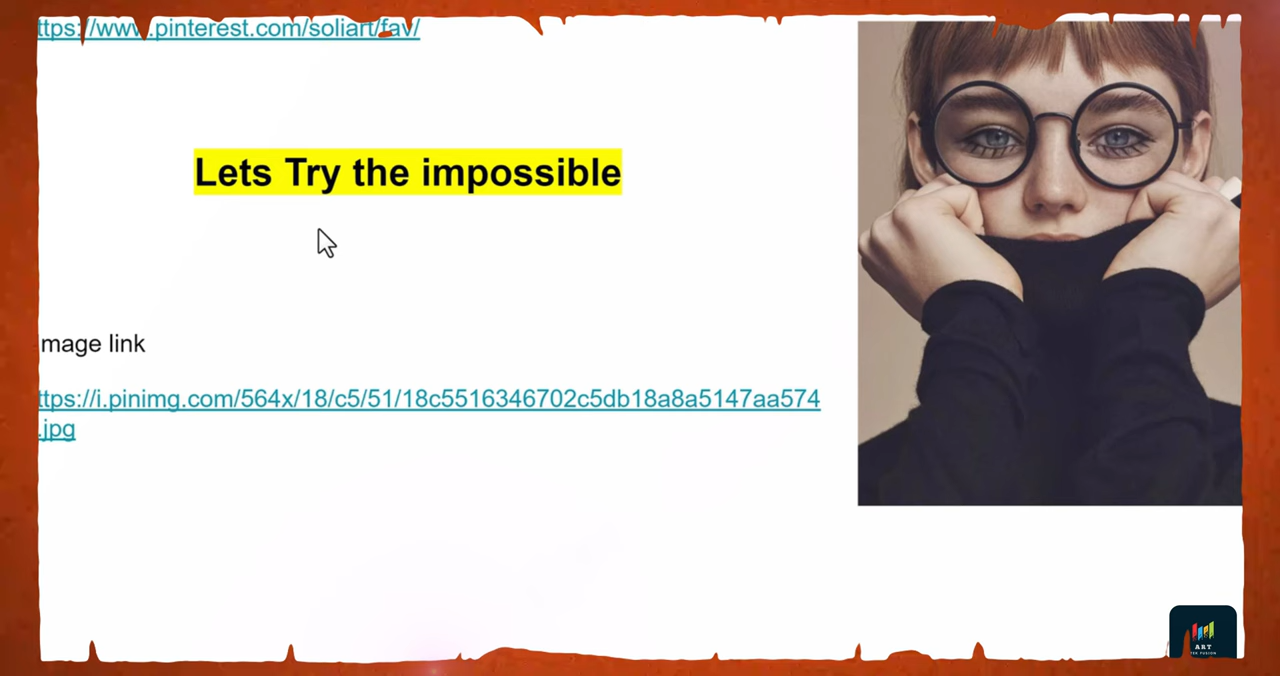 ttps://www.pinterest.com/soliart/fav/
Lets Try the impossible
mage link
ttps://i.pinimg.com/564x/18/c5/51/18c5516346702c5db18a8a5147aa574
.jpg
ART